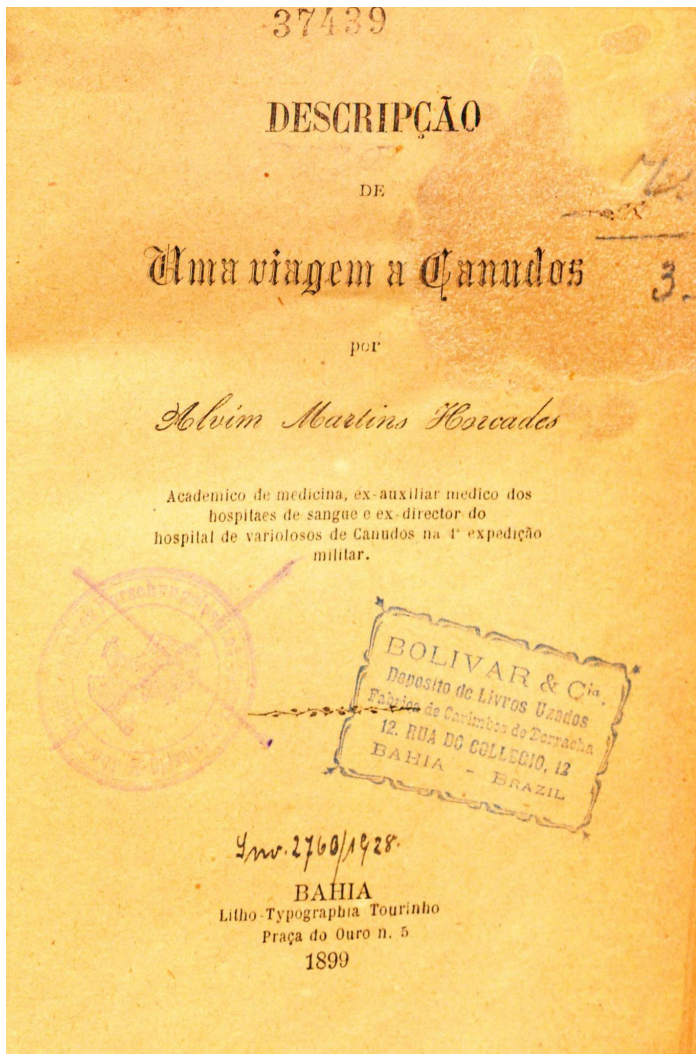 37439
DESCRIPÇÃO
DE
Uma viagem a Canudos
por
Alvim Martins Horcades
Academico de medicina, ex-auxiliar medico dos
hospitaes de sangue e ex-director do
hospital de variolosos de Canudos na 4ª expedição
militar.
BOLIVAR & Cia.
Deposito de Livros Uzados
Fabrica de Carimbos de Borracha
12. RUA DO COLLEGIO, 12
BAHIA - BRAZIL
Inv. 2760/1928.
BAHIA
Litho-Typographia Tourinho
Praça do Ouro n. 5
1899
3.